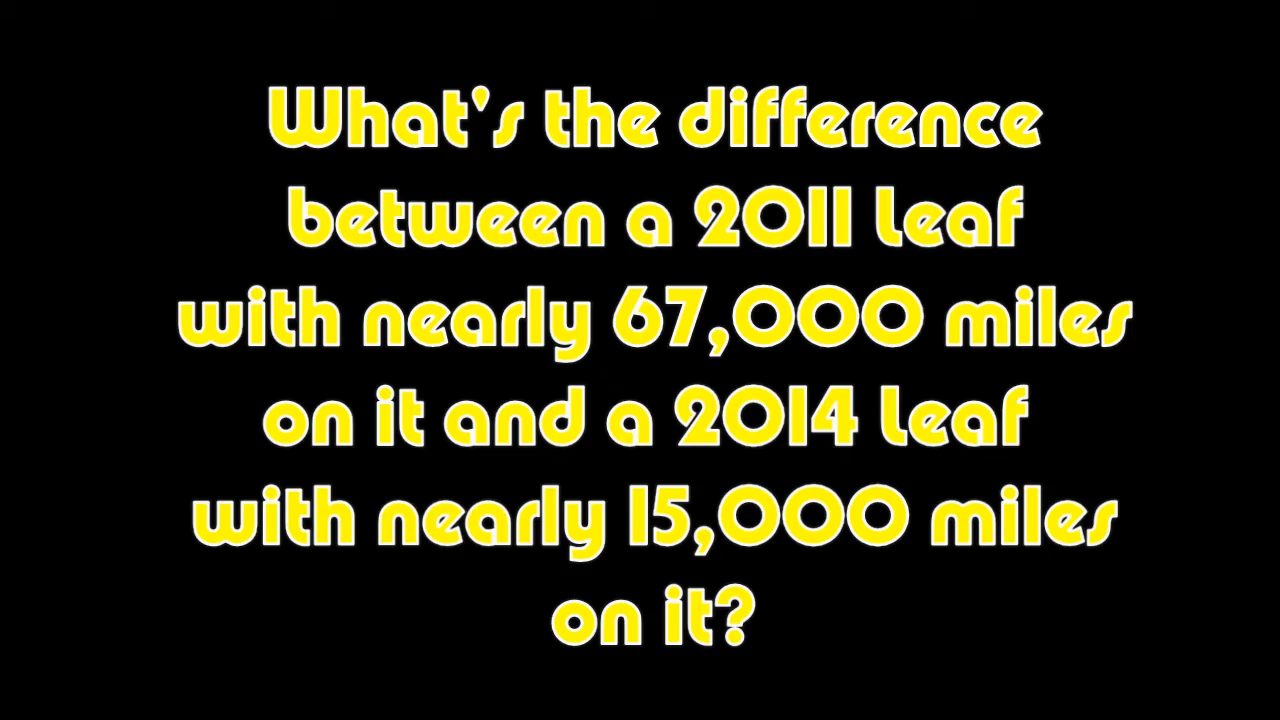 What's the difference
between a 2011 Leaf
with nearly 67,000 miles
on it and a 2014 Leaf
with nearly 15,000 miles
on it?